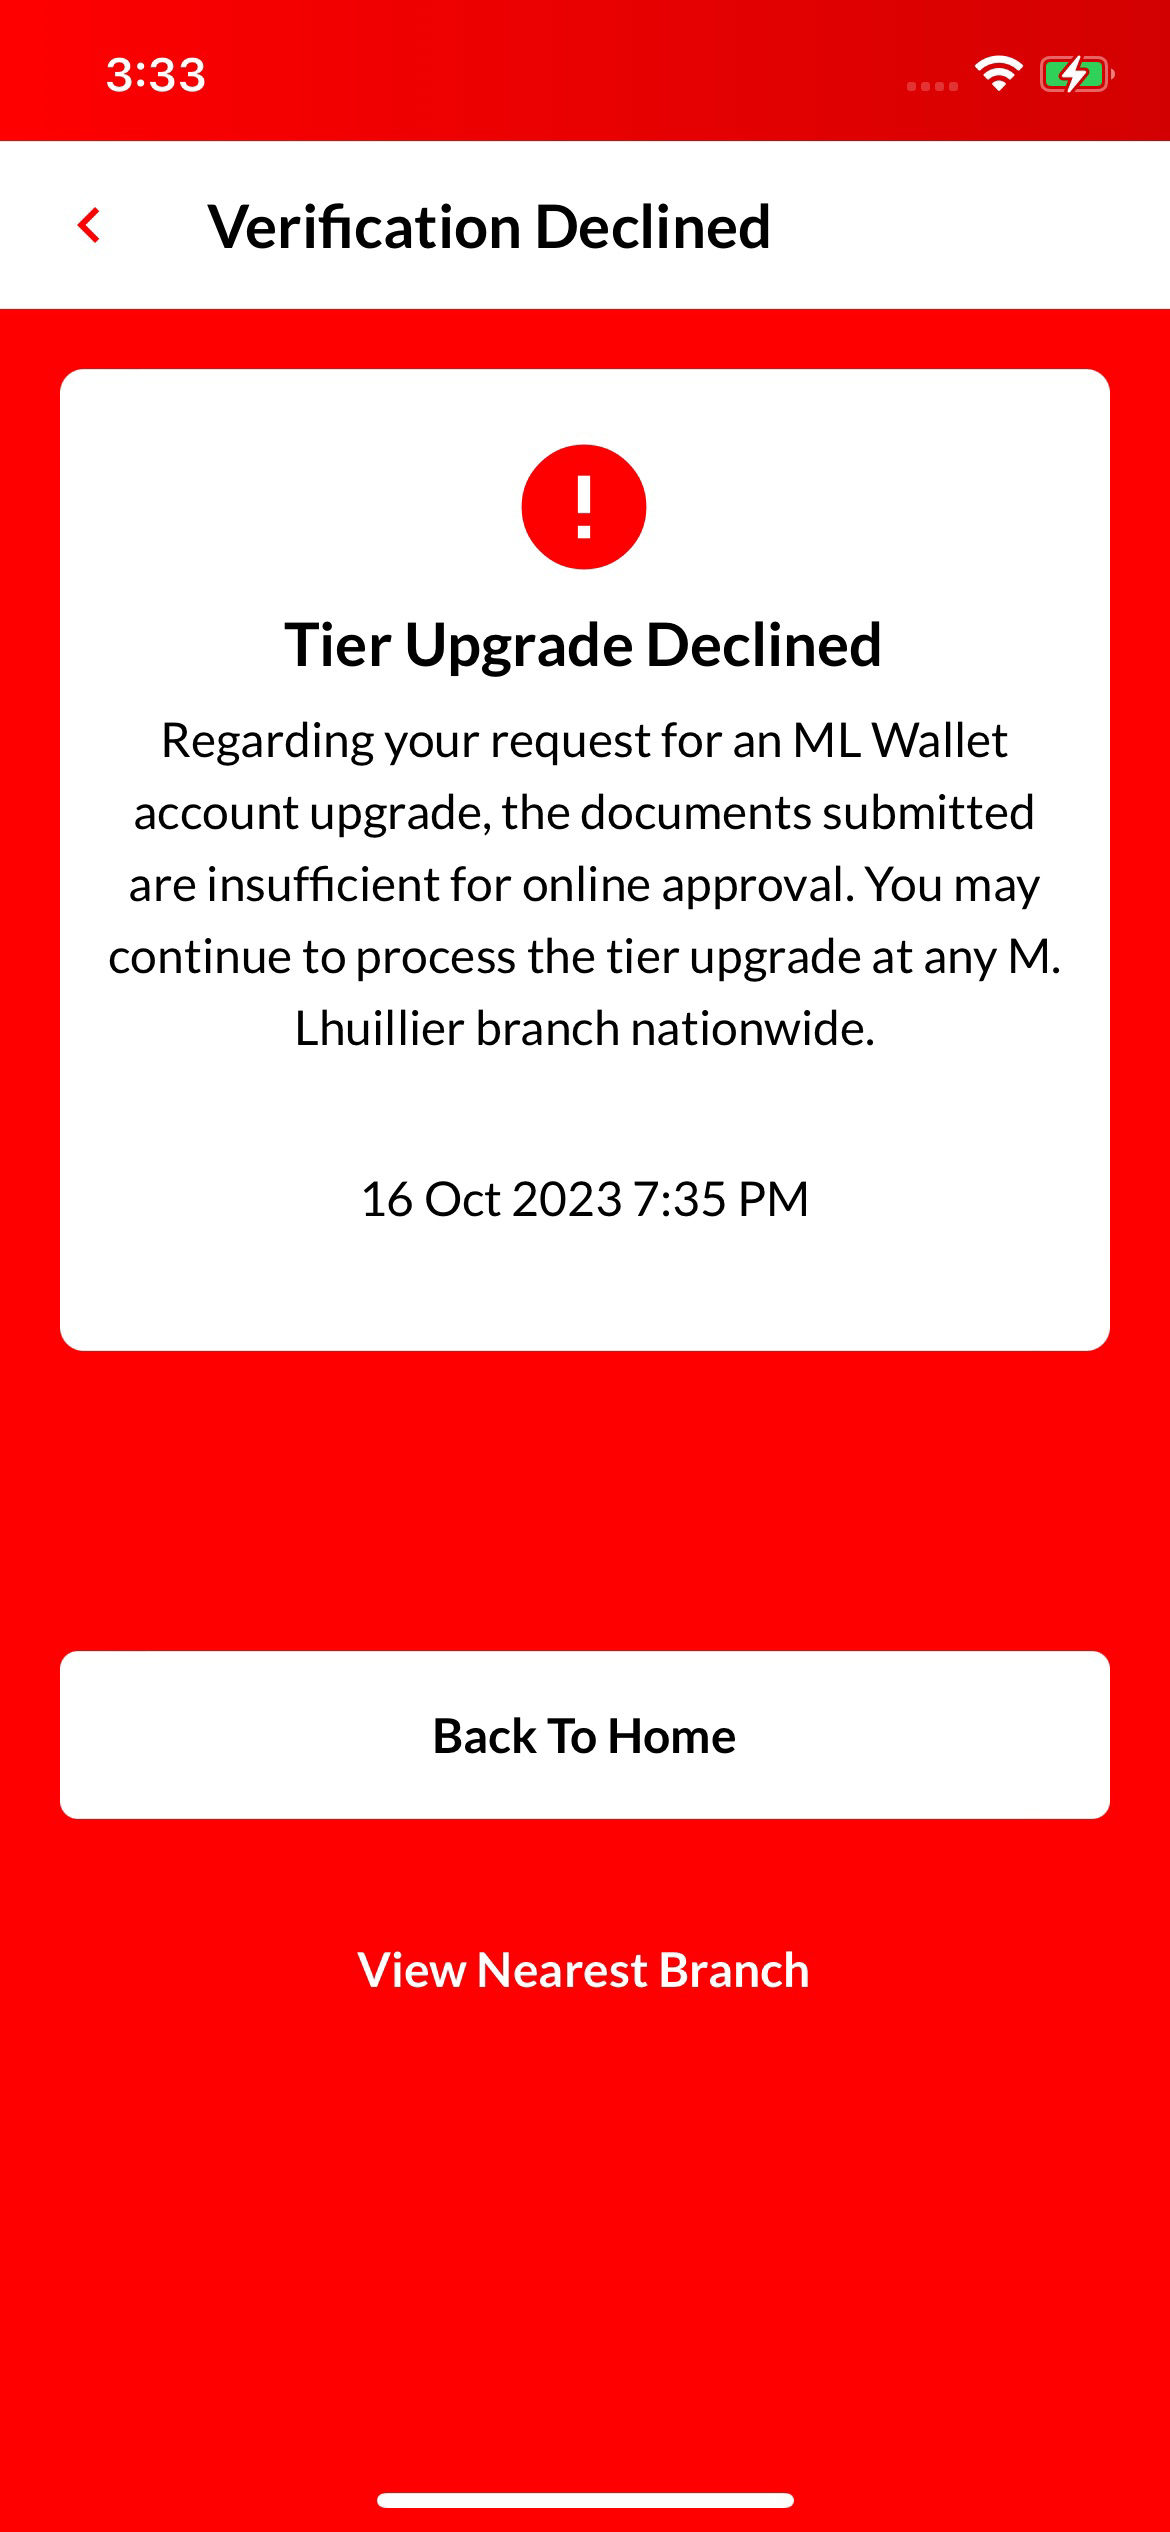 3:33
Verification Declined
Tier Upgrade Declined
Regarding your request for an ML Wallet
account upgrade, the documents submitted
are insufficient for online approval. You may
continue to process the tier upgrade at any M.
Lhuillier branch nationwide.
16 Oct 2023 7:35 PM
Back To Home
View Nearest Branch